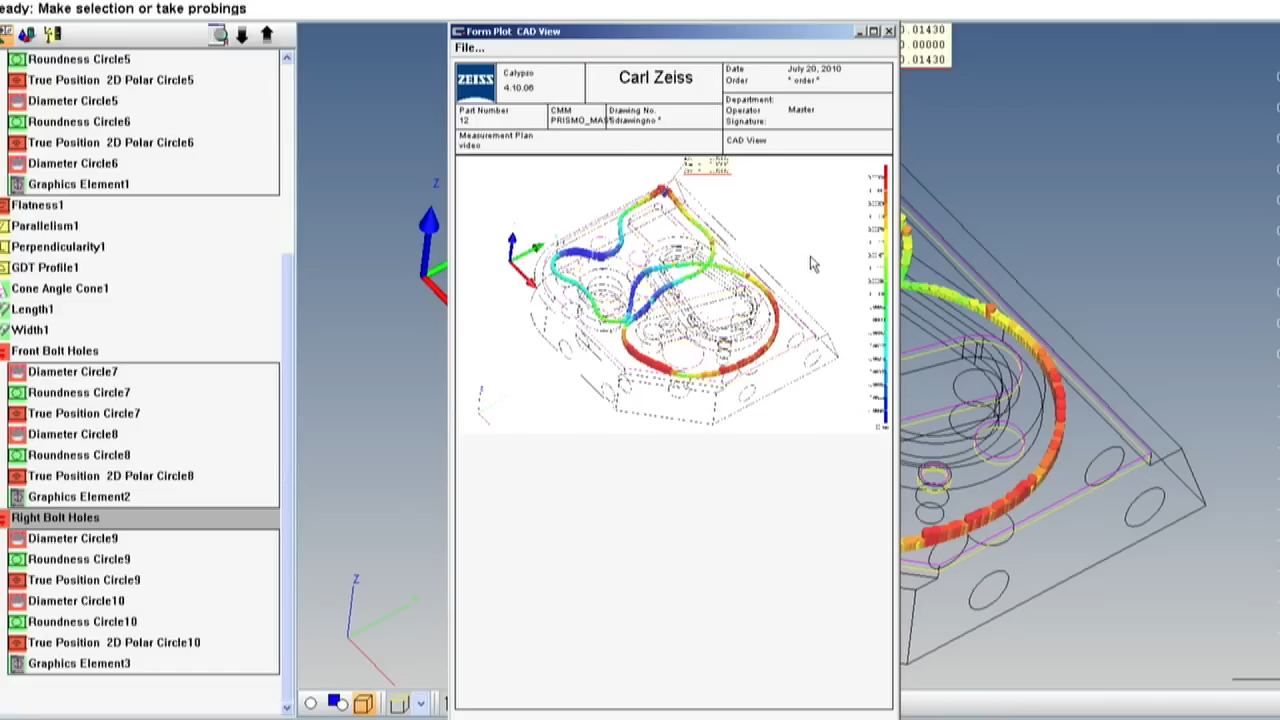 eady: Make selection or take probings
Roundness Circle5
True Position 2D Polar Circle5
Diameter Circle5
Roundness Circle6
True Position 2D Polar Circle6
Diameter Circle6
Graphics Element1
Flatness1
Parallelism1
Perpendicularity1
GDT Profile1
Cone Angle Cone1
Length1
Width1
Front Bolt Holes
Diameter Circle7
Roundness Circle7
True Position Circle7
Diameter Circle8
Roundness Circle8
True Position 2D Polar Circle8
Graphics Element2
Right Bolt Holes
Diameter Circle9
Roundness Circle9
True Position Circle9
Diameter Circle10
Roundness Circle10
True Position 2D Polar Circle10
Graphics Element3
Z
Z
Form Plot CAD View
File...
ZEISS
Calypso
4.10.06
Carl Zeiss
Date July 20, 2010
Order * order *
Department:
Operator Master
Signature:
Part Number
12
CMM
Drawing No.
* drawingno *
Measurement Plan
video
CAD View
0.01430
0.00000
0.01430